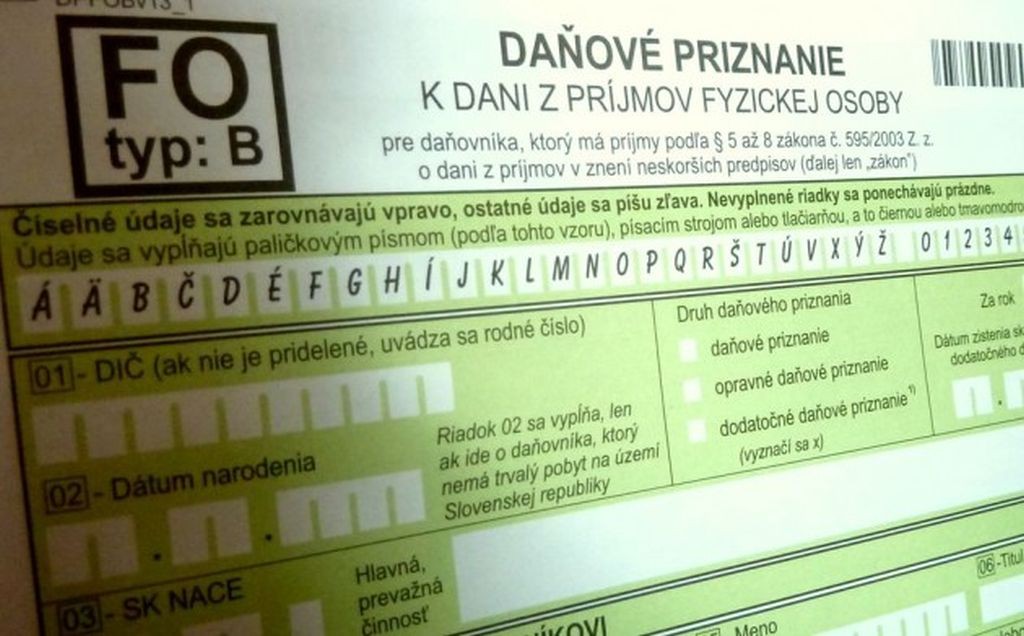 DPFOBv13_1
FO
typ: B
DAŇOVÉ PRIZNANIE
K DANI Z PRÍJMOV FYZICKEJ OSOBY
pre daňovníka, ktorý má príjmy podľa § 5 až 8 zákona č. 595/2003 Z. z.
o dani z príjmov v znení neskorších predpisov (ďalej len „zákon")
Číselné údaje sa zarovnávajú vpravo, ostatné údaje sa píšu zľava. Nevyplnené riadky sa ponechávajú prázdne.
Údaje sa vypĺňajú paličkovým písmom (podľa tohto vzoru), písacím strojom alebo tlačiarňou, a to čiernou alebo tmavomodro
Á Ä B Č D É F G H Í J K L M N O P Q R Š T Ú V X Ý Ž 0 1 2 3 4
01 - DIČ (ak nie je pridelené, uvádza sa rodné číslo)
Druh daňového priznania
daňové priznanie
opravné daňové priznanie
dodatočné daňové priznanie 1)
(vyznačí sa x)
Za rok
Dátum zistenia
dodatočného
02 - Dátum narodenia
Riadok 02 sa vypĺňa, len
ak ide o daňovníka, ktorý
nemá trvalý pobyt na území
Slovenskej republiky
03 - SK NACE
Hlavná,
prevažná
činnosť
06 - Titul
Meno